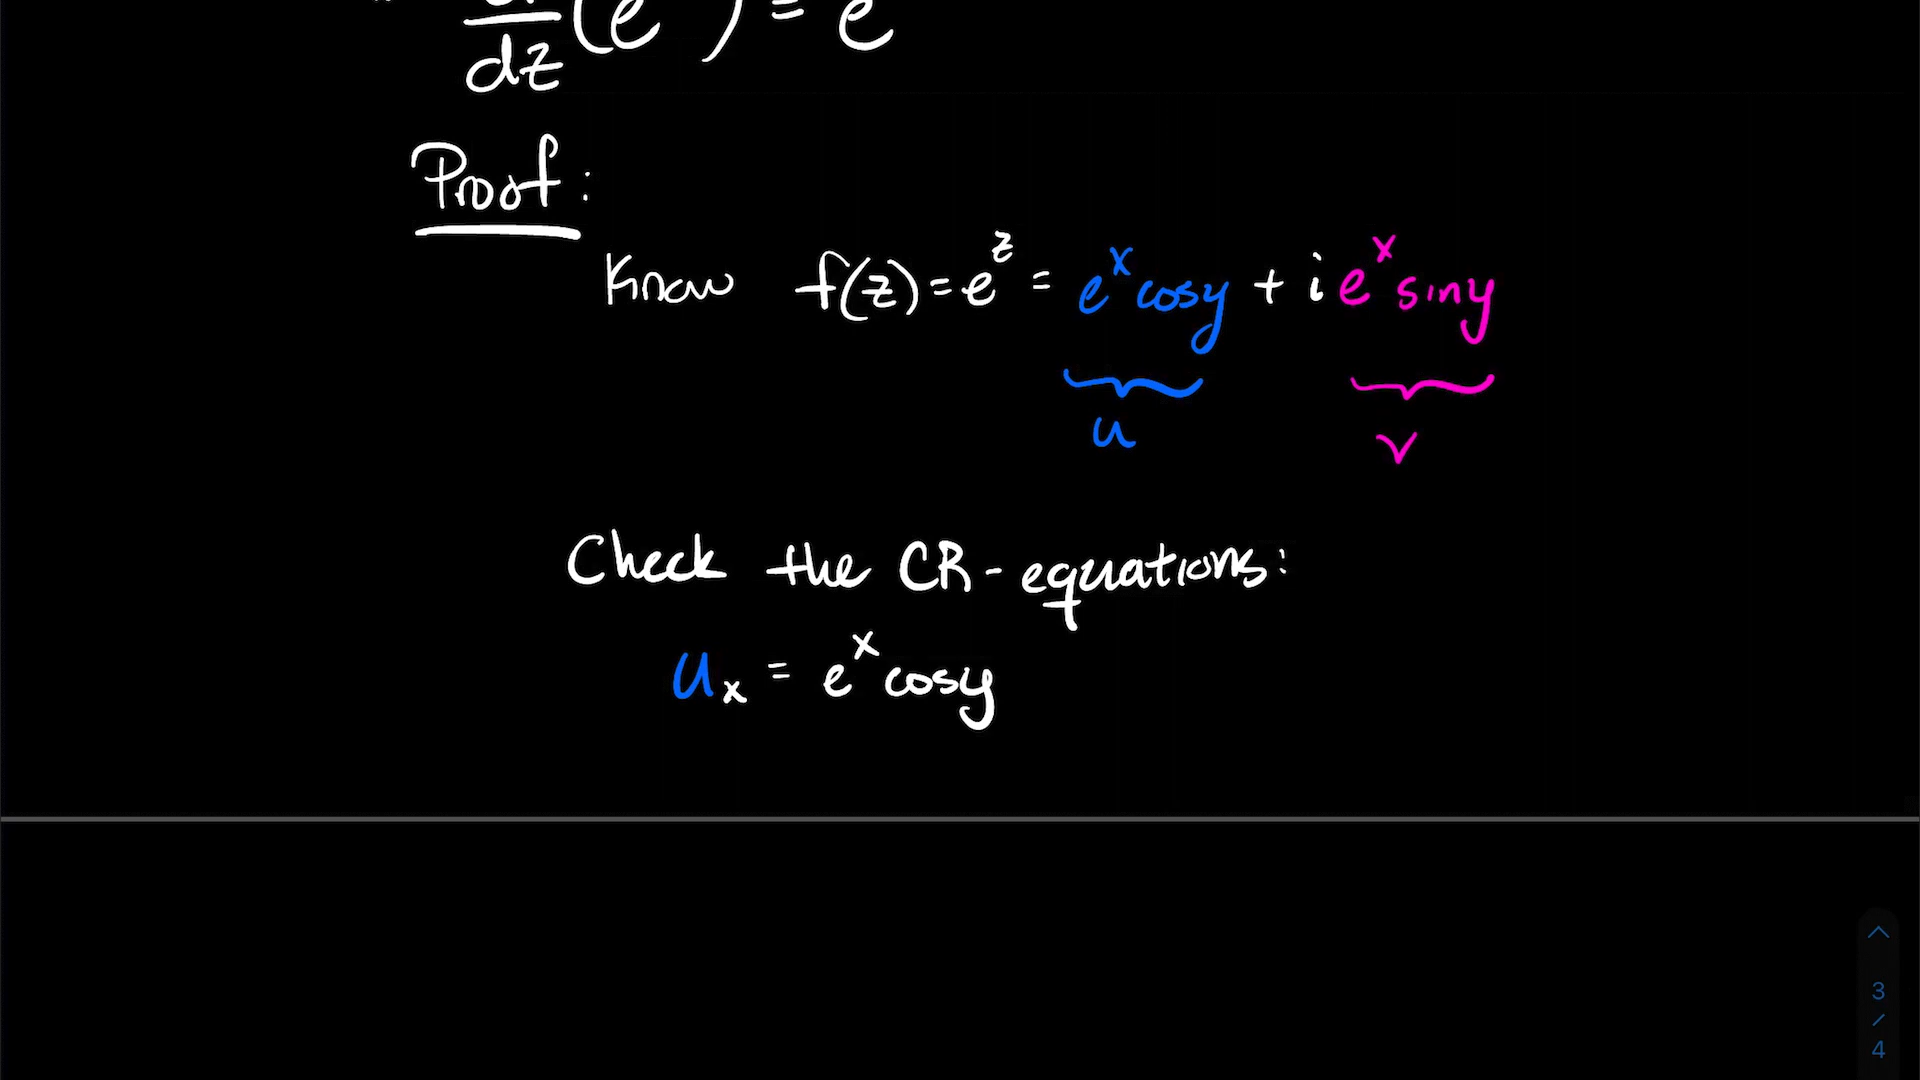 dz (e ) = e
Proof:
Know f(z) = e^z = e^x cosy + i e^x siny
u v
Check the CR-equations:
u_x = e^x cosy
3
/
4